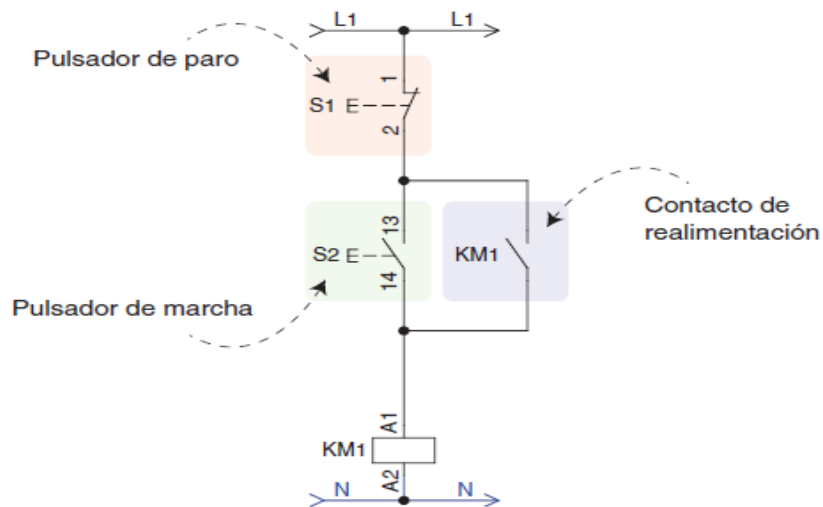 L1 L1
Pulsador de paro
1
S1 E
2
Contacto de
realimentación
13
S2 E
KM1
14
Pulsador de marcha
A1
KM1
A2
N N